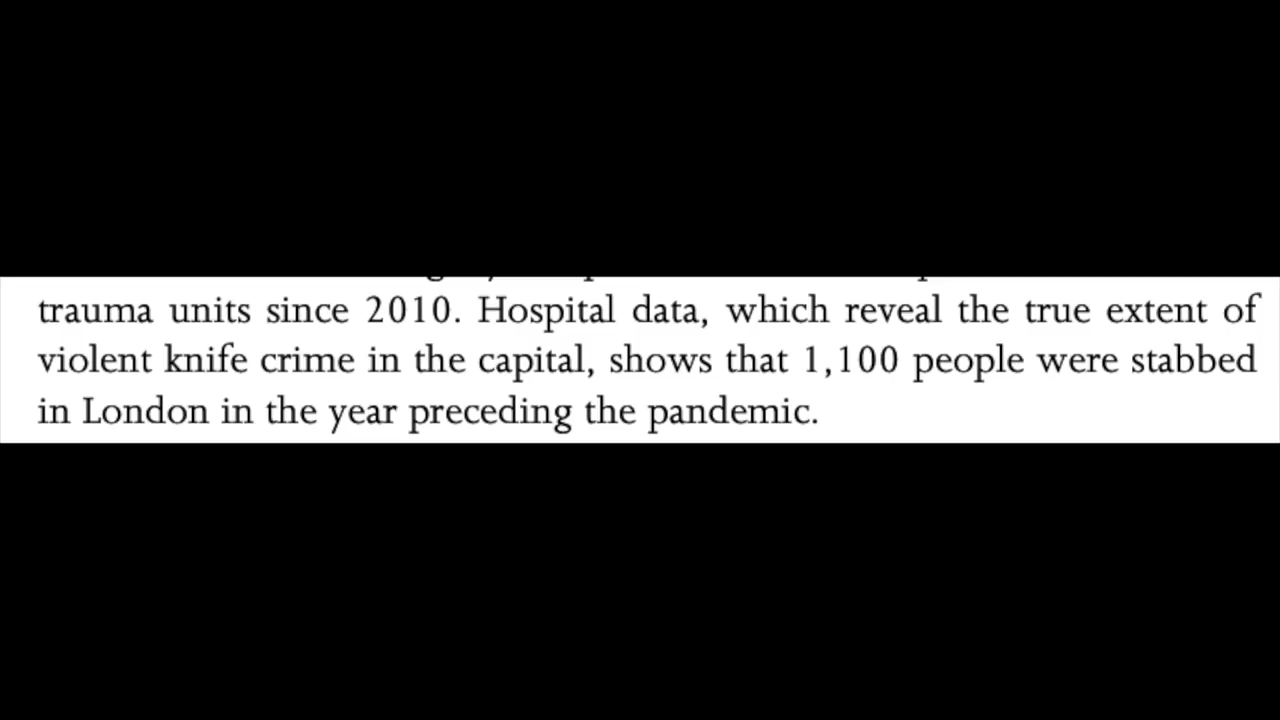 trauma units since 2010. Hospital data, which reveal the true extent of
violent knife crime in the capital, shows that 1,100 people were stabbed
in London in the year preceding the pandemic.